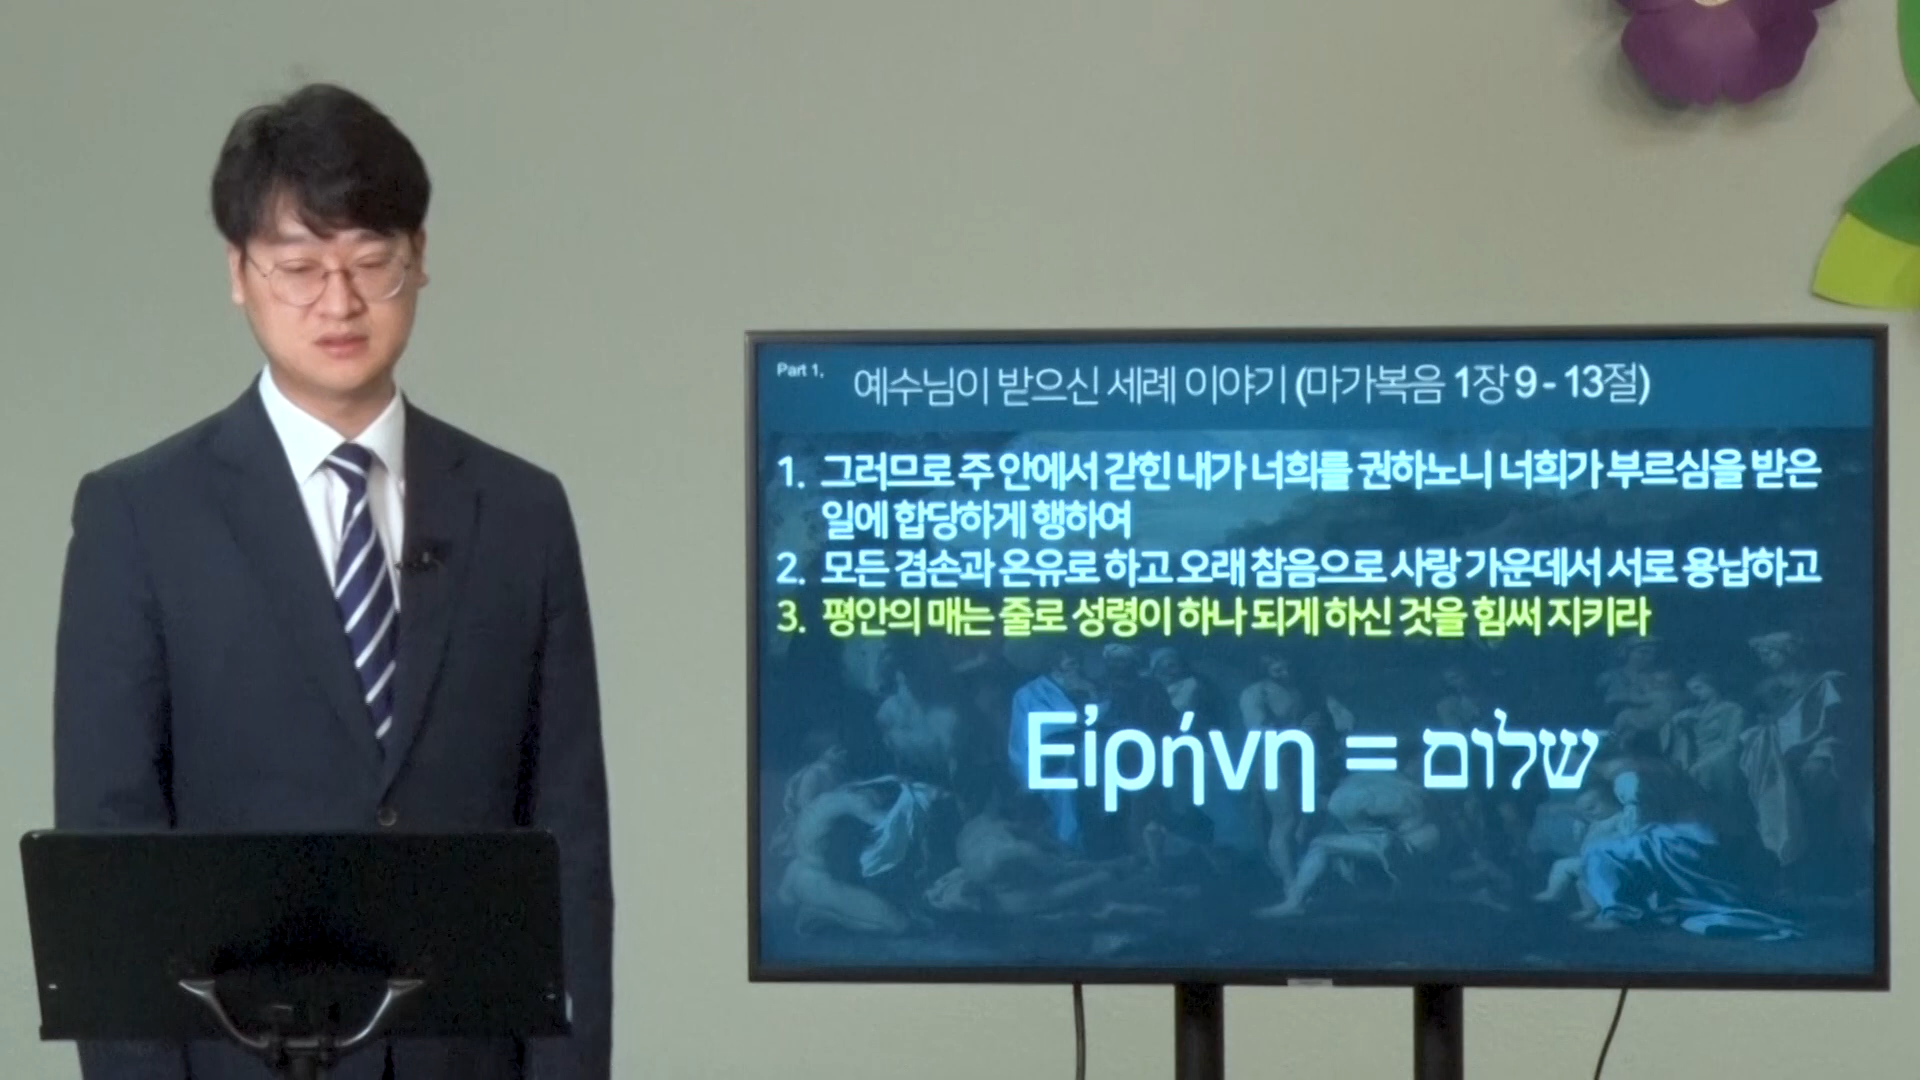 Part 1,
예수님이 받으신 세례 이야기 (마가복음 1장 9 - 13절)
1. 그러므로 주 안에서 갇힌 내가 너희를 권하노니 너희가 부르심을 받은
일에 합당하게 행하여
2. 모든 겸손과 온유로 하고 오래 참음으로 사랑 가운데서 서로 용납하고
3. 평안의 매는 줄로 성령이 하나 되게 하신 것을 힘써 지키라
Εἰρήνη = שלום